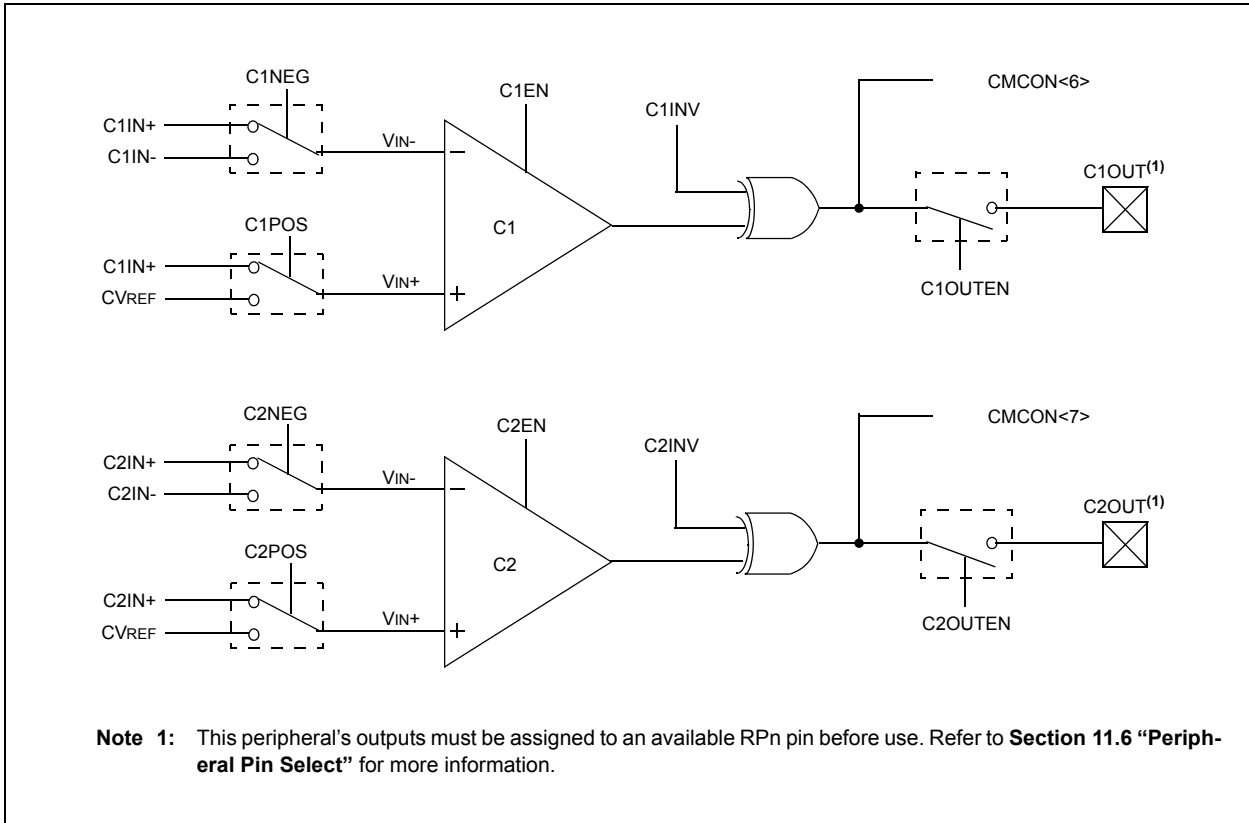 C1NEG
C1EN
C1INV
CMCON<6>
C1IN+
C1IN-
VIN-
–
C1OUT(1)
C1
C1POS
C1IN+
CVREF
VIN+
+
C1OUTEN
C2NEG
C2EN
C2INV
CMCON<7>
C2IN+
C2IN-
VIN-
–
C2OUT(1)
C2
C2POS
C2IN+
CVREF
VIN+
+
C2OUTEN
Note 1: This peripheral's outputs must be assigned to an available RPn pin before use. Refer to Section 11.6 “Periph-
eral Pin Select” for more information.